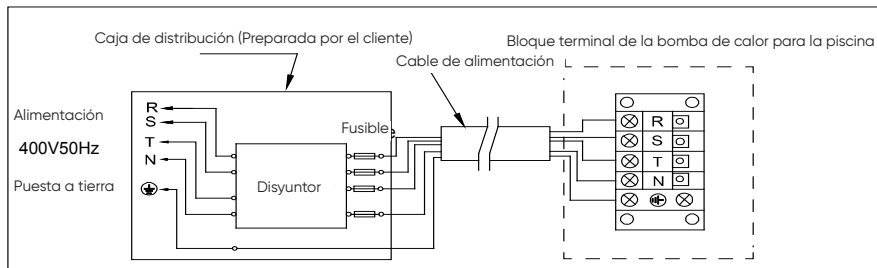 Caja de distribución (Preparada por el cliente)
Bloque terminal de la bomba de calor para la piscina
Cable de alimentación
Alimentación
400V50Hz
Puesta a tierra
R
S
T
N
Fusible
Disyuntor
R
S
T
N